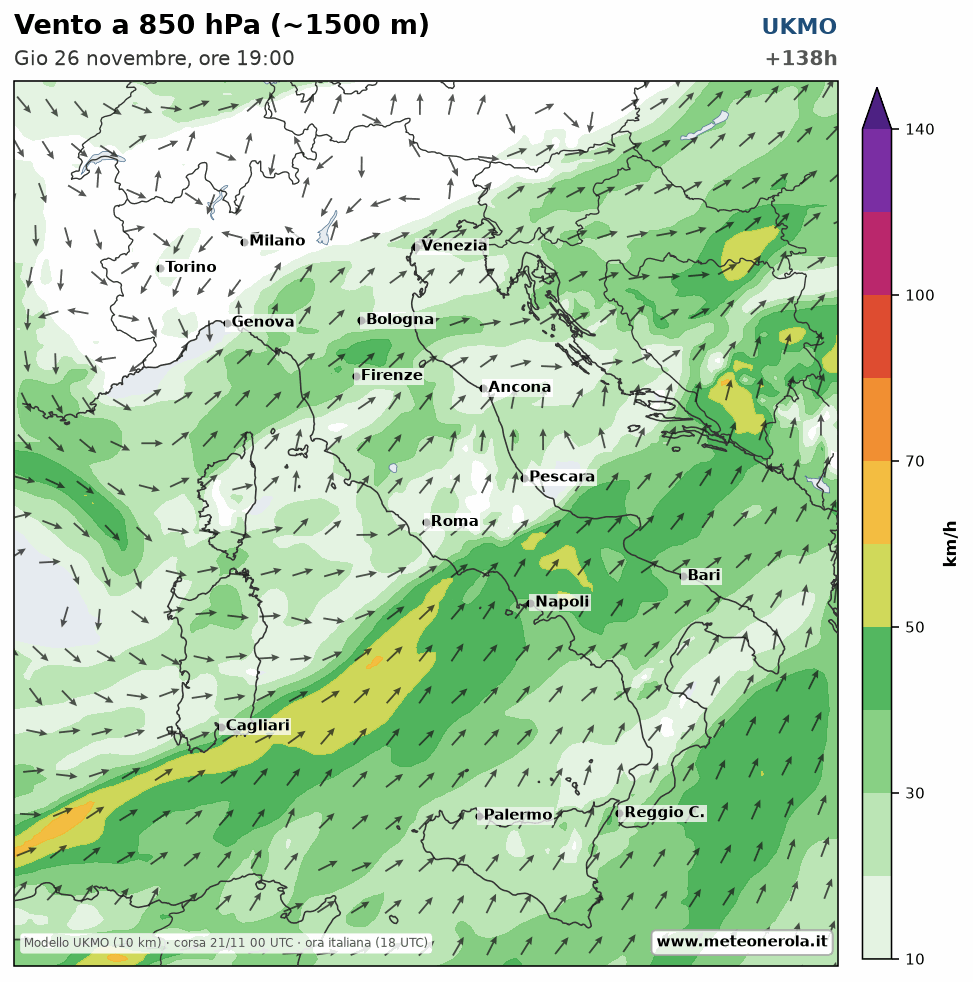 Vento a 850 hPa (~1500 m)
UKMO
Gio 26 novembre, ore 19:00
+138h
140
Milano
Venezia
Torino
100
Genova
Bologna
Firenze
Ancona
70
Pescara
Roma
km/h
Bari
Napoli
50
Cagliari
30
Palermo
Reggio C.
Modello UKMO (10 km) · corsa 21/11 00 UTC · ora italiana (18 UTC)
www.meteonerola.it
10